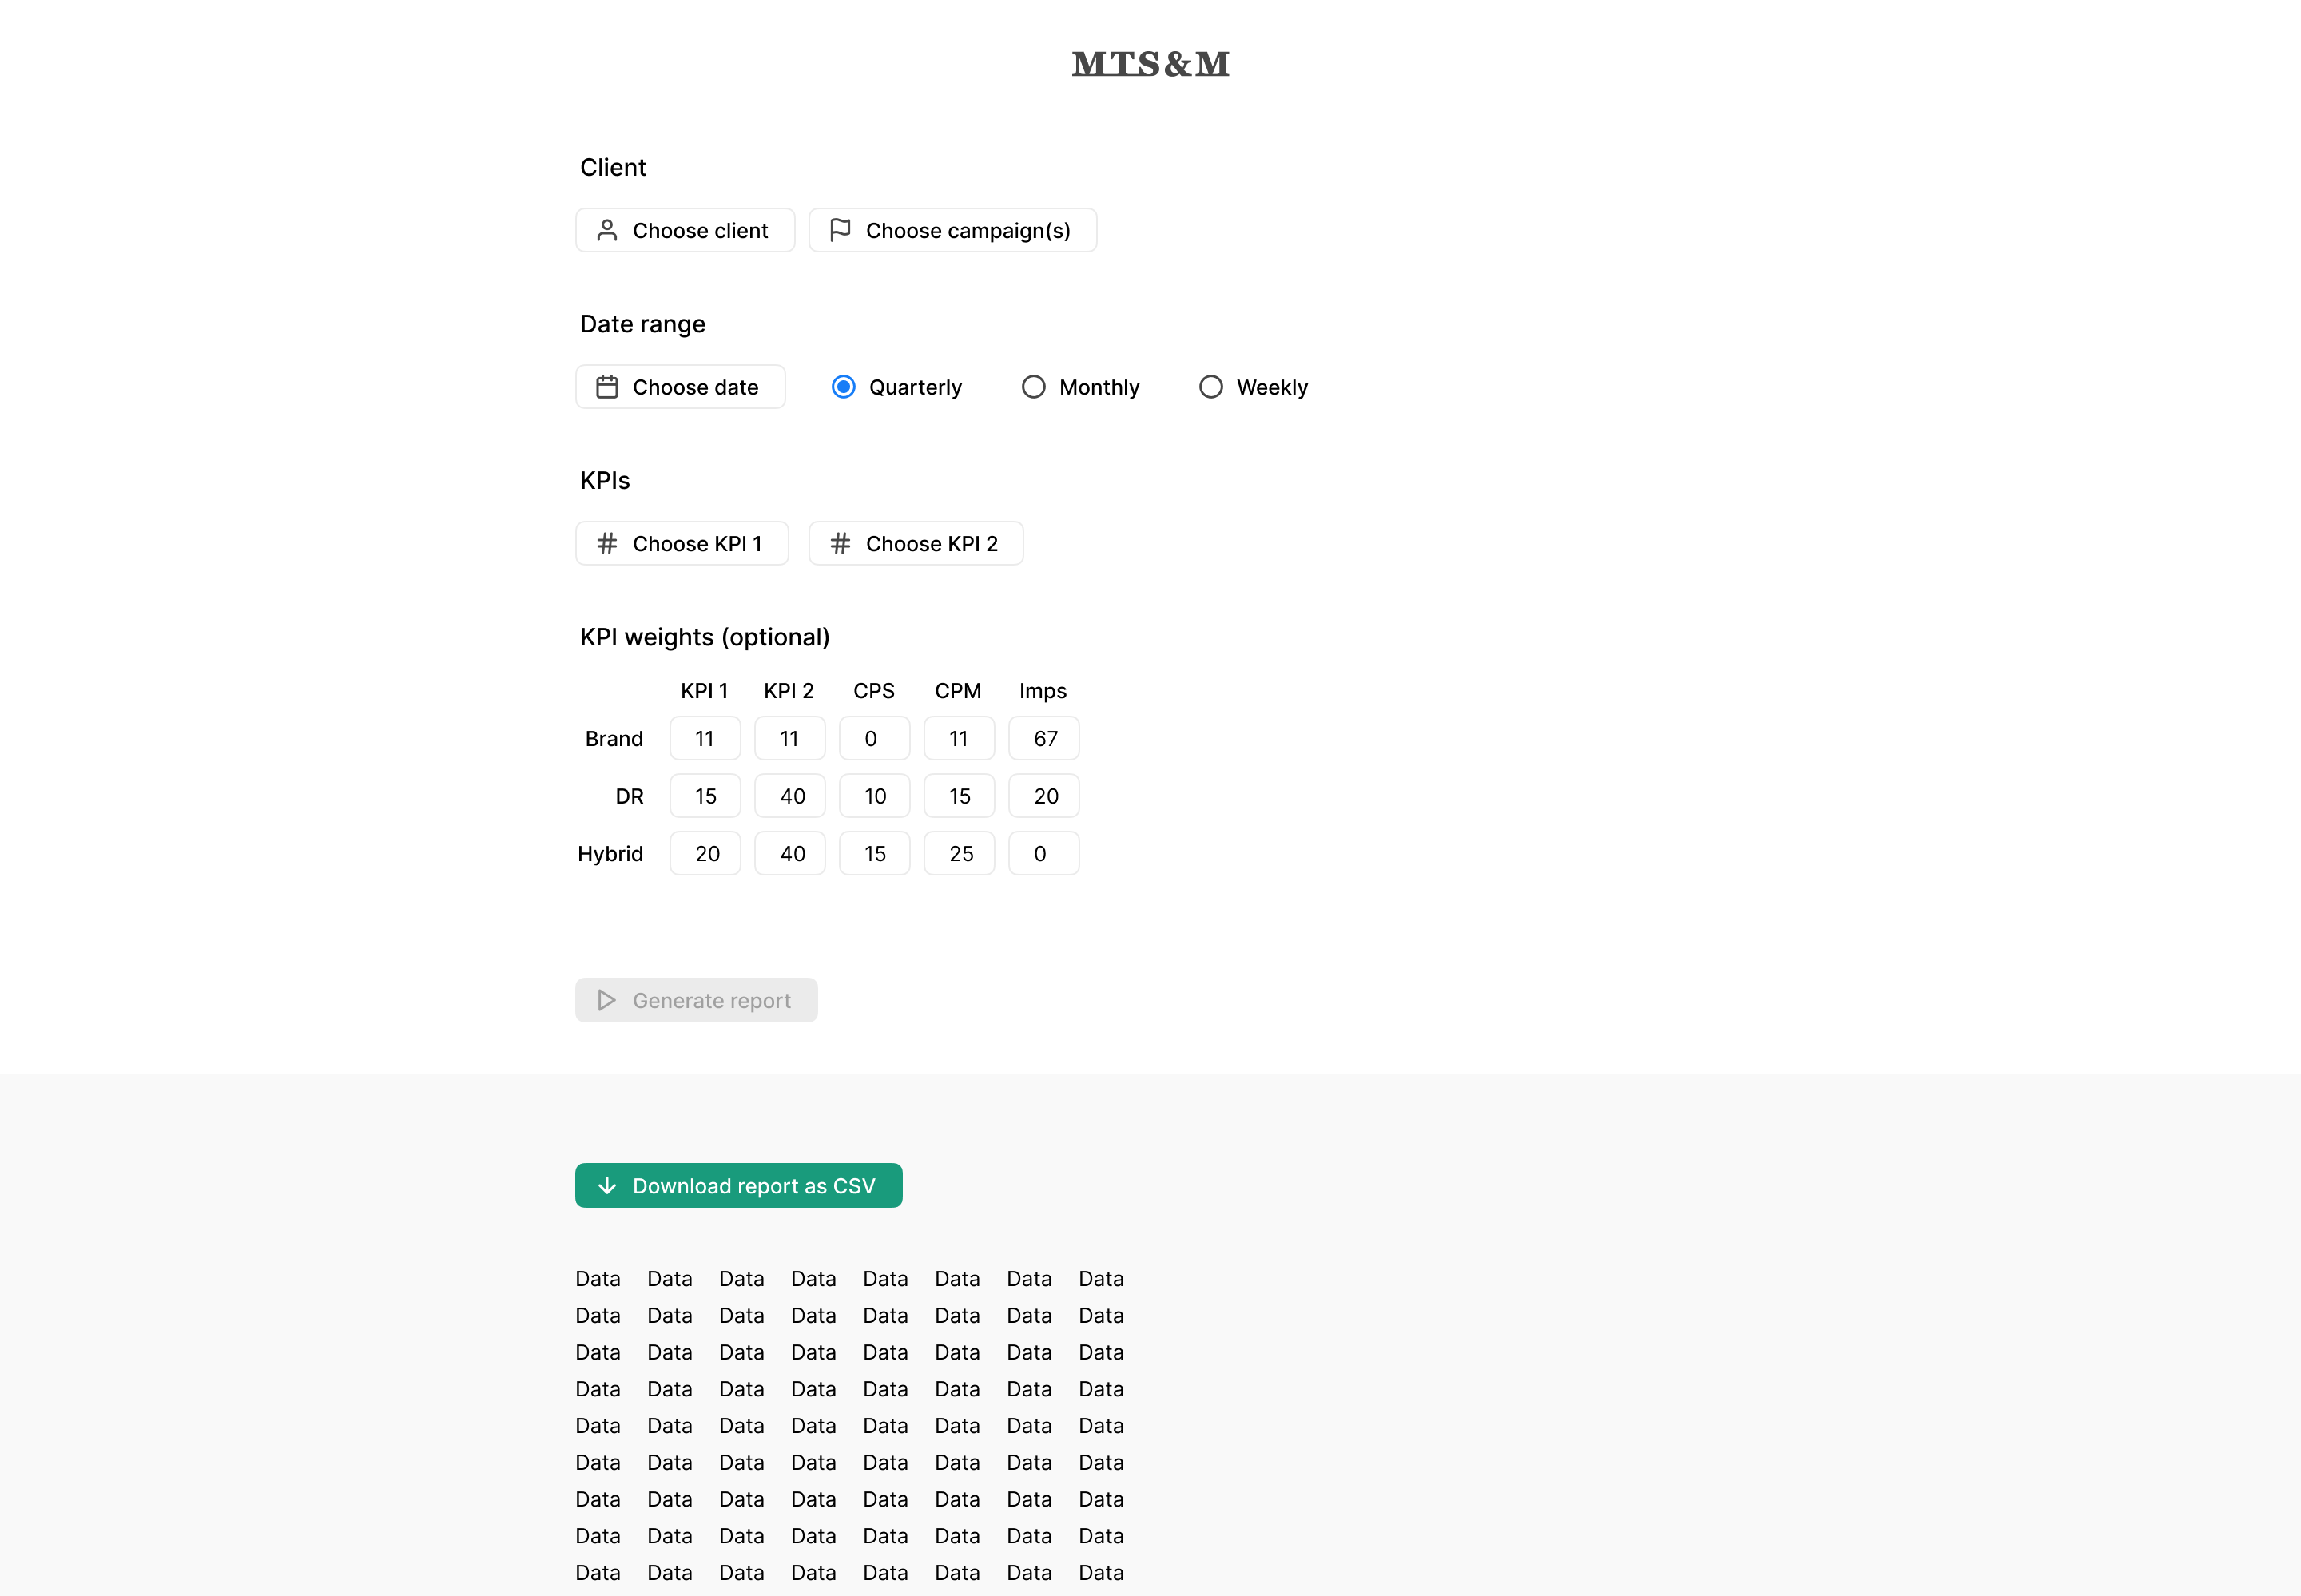 MTS&M
Client
Choose client Choose campaign(s)
Date range
Choose date Quarterly Monthly Weekly
KPIs
Choose KPI 1 Choose KPI 2
KPI weights (optional)
KPI 1 KPI 2 CPS CPM Imps
Brand 11 11 0 11 67
DR 15 40 10 15 20
Hybrid 20 40 15 25 0
Generate report
Download report as CSV
Data Data Data Data Data Data Data Data
Data Data Data Data Data Data Data Data
Data Data Data Data Data Data Data Data
Data Data Data Data Data Data Data Data
Data Data Data Data Data Data Data Data
Data Data Data Data Data Data Data Data
Data Data Data Data Data Data Data Data
Data Data Data Data Data Data Data Data
Data Data Data Data Data Data Data Data